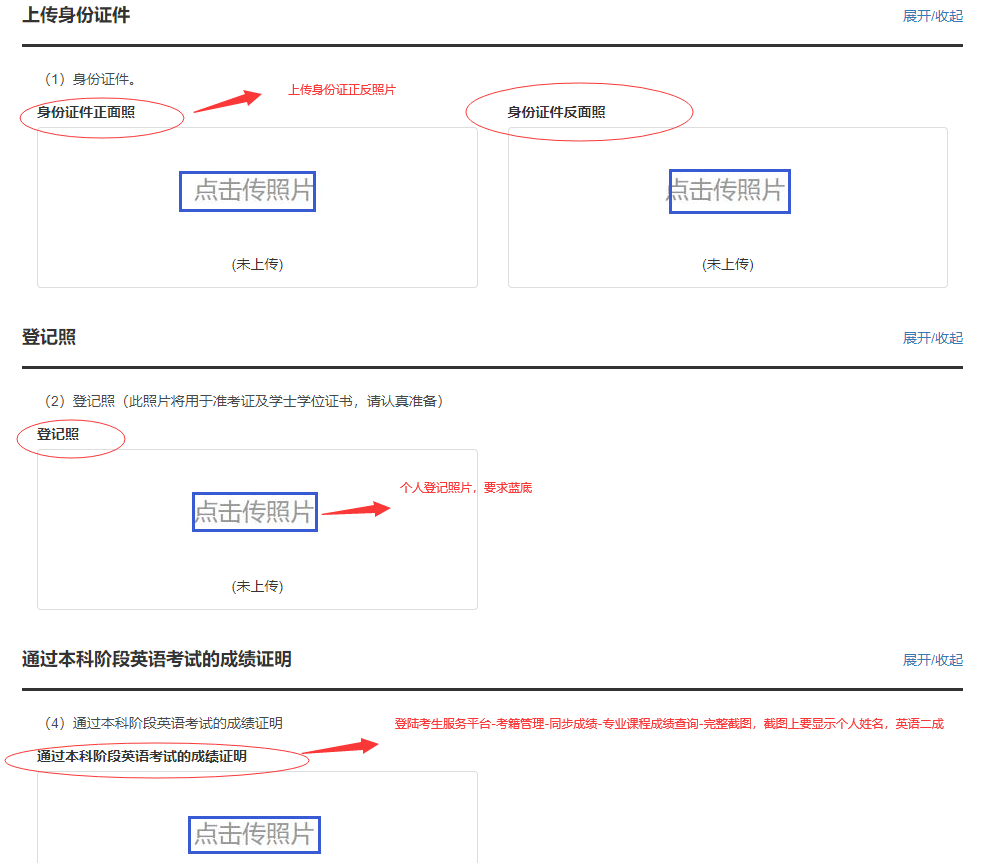 上传身份证件
展开/收起
（1）身份证件。
上传身份证正反照片
身份证件正面照
身份证件反面照
点击传照片
点击传照片
(未上传)
(未上传)
登记照
展开/收起
（2）登记照（此照片将用于准考证及学士学位证书，请认真准备）
登记照
个人登记照片，要求蓝底
点击传照片
(未上传)
通过本科阶段英语考试的成绩证明
展开/收起
（4）通过本科阶段英语考试的成绩证明
登陆考生服务平台-考籍管理-同步成绩-专业课程成绩查询-完整截图，截图上要显示个人姓名，英语二成
通过本科阶段英语考试的成绩证明
点击传照片